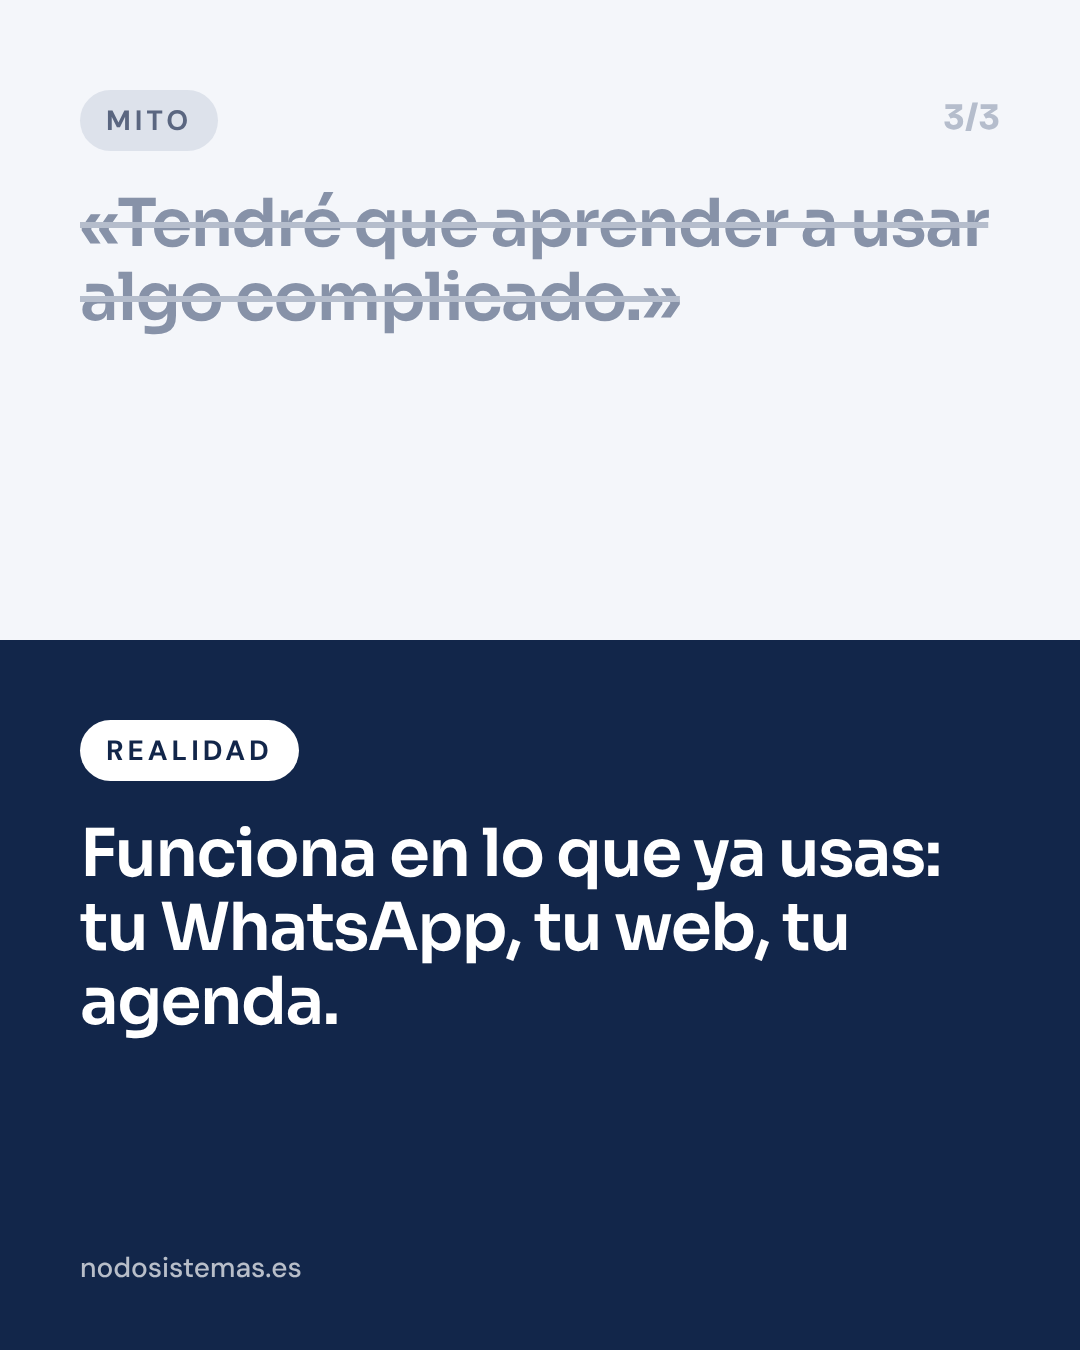 MITO
3/3
«Tendré que aprender a usar
algo complicado.»
REALIDAD
Funciona en lo que ya usas:
tu WhatsApp, tu web, tu
agenda.
nodosistemas.es